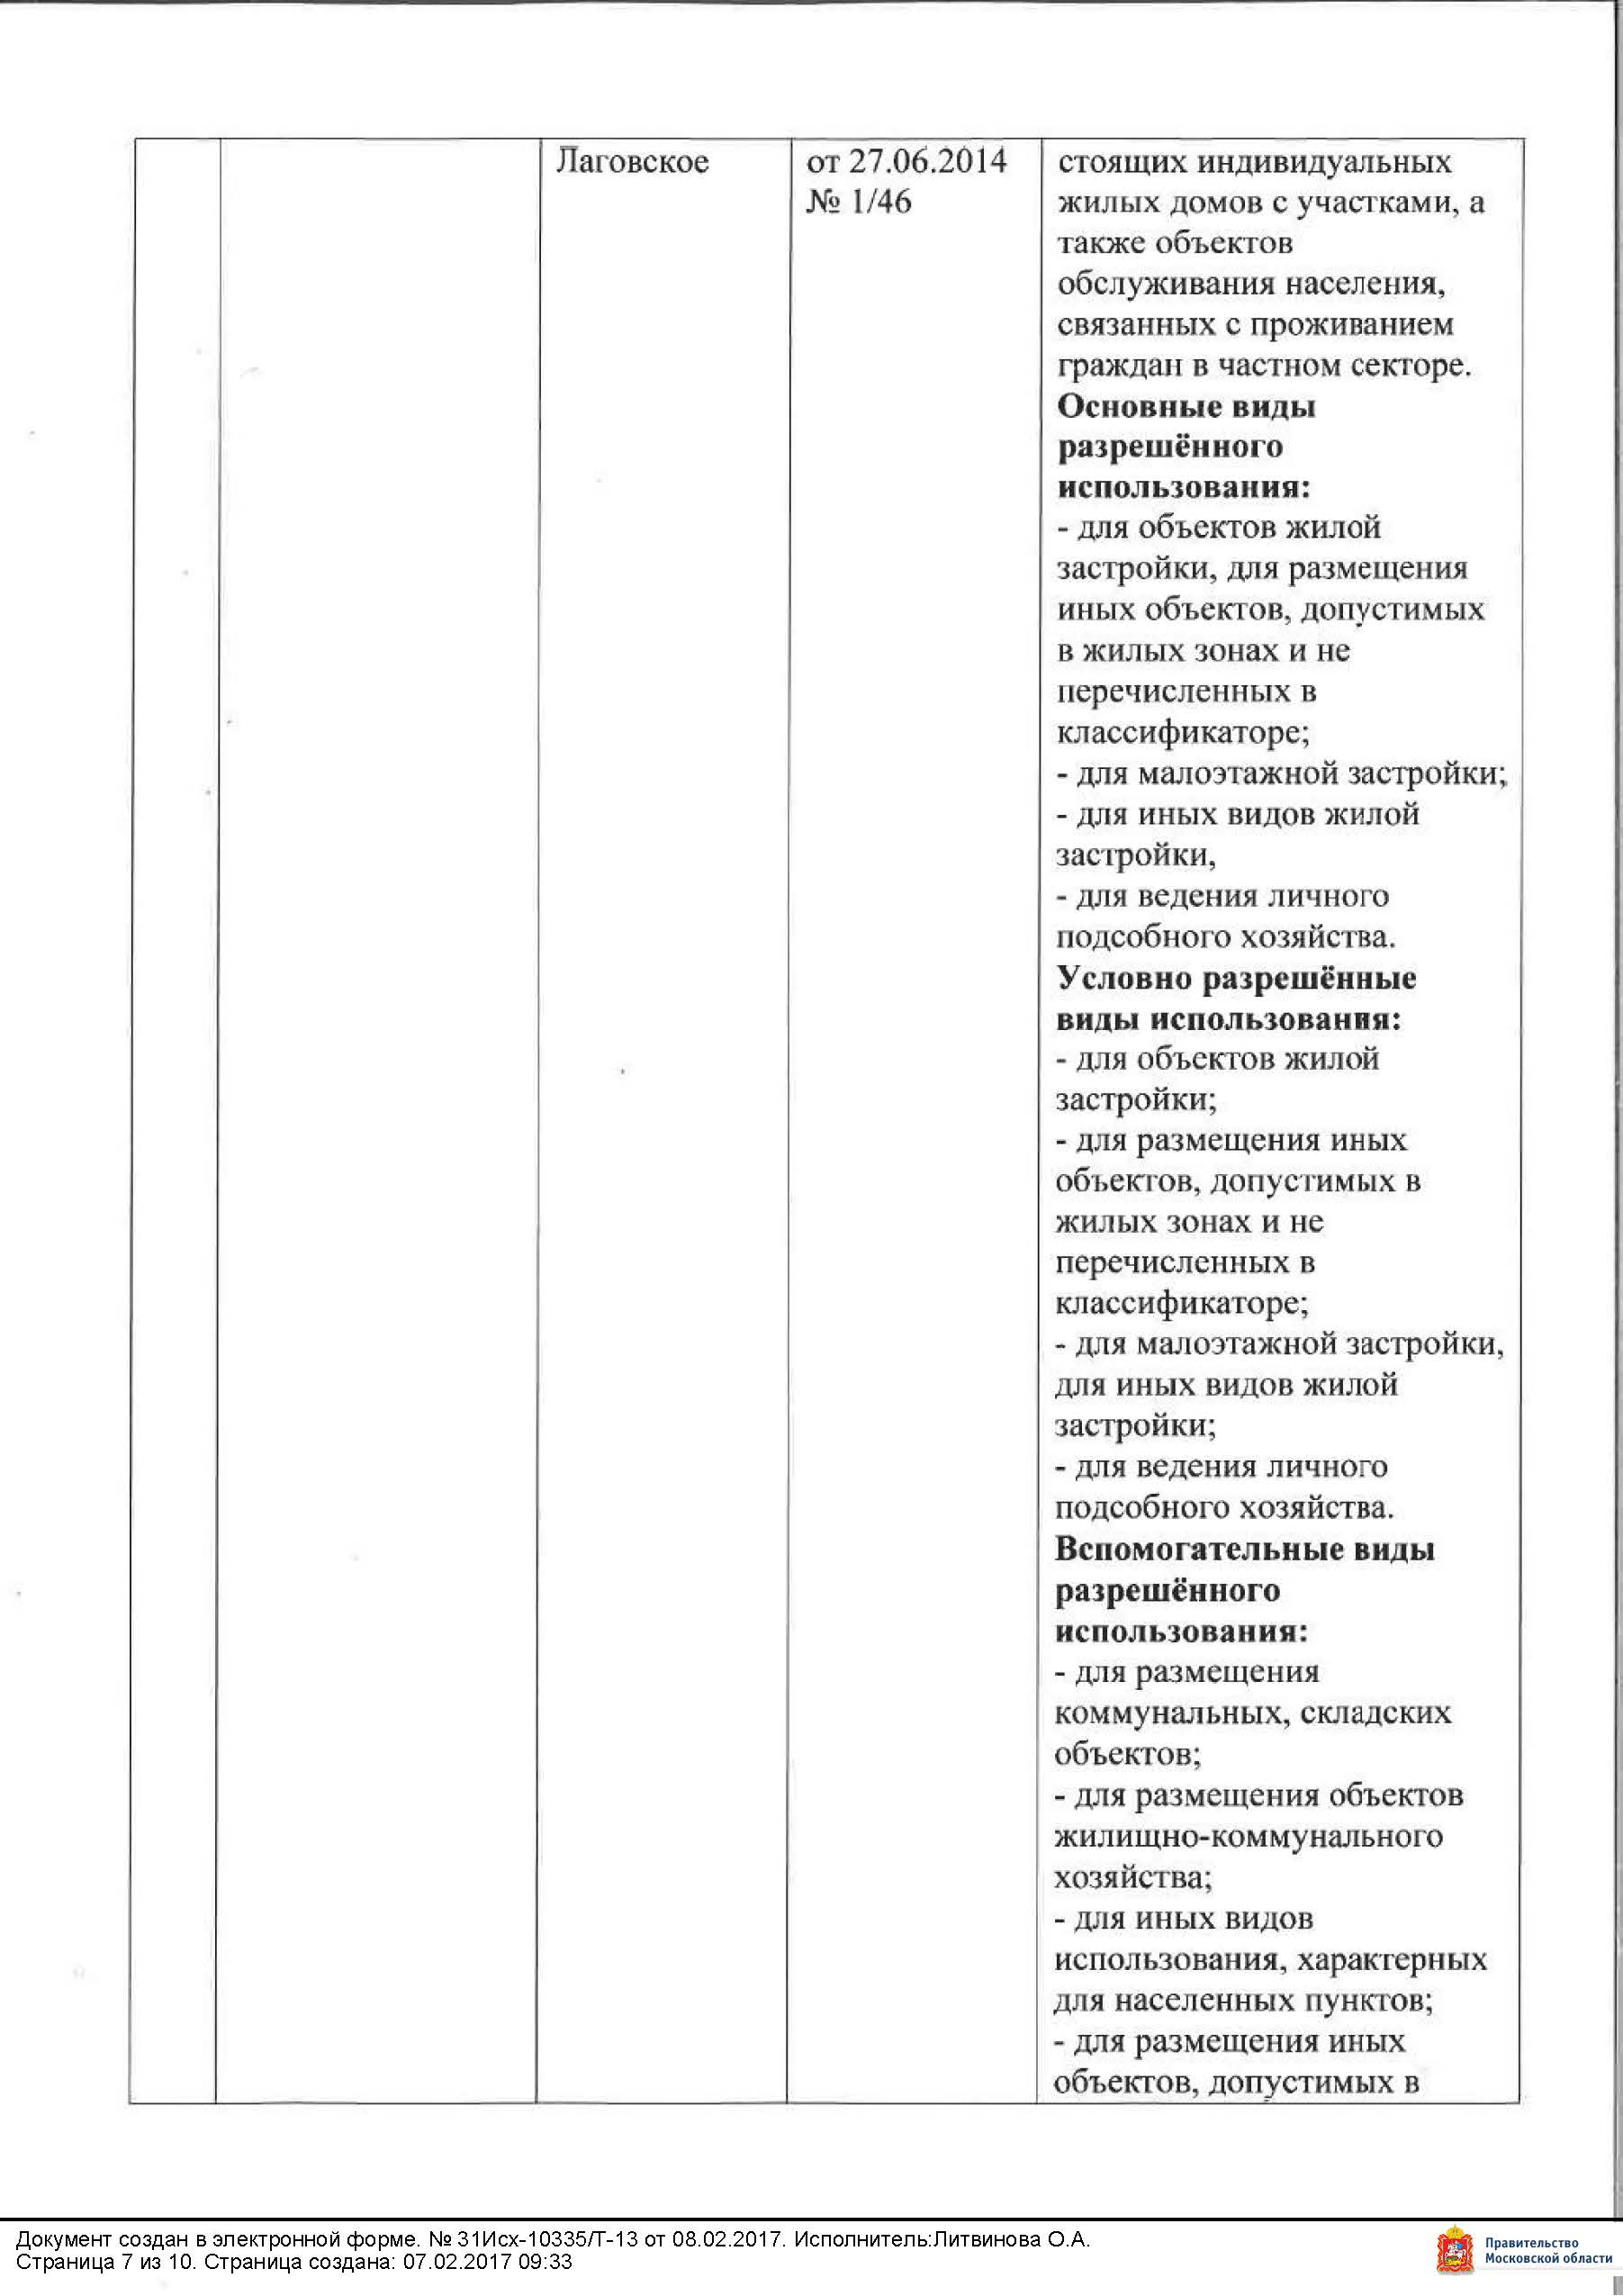 Лаговское
от 27.06.2014
№ 1/46
стоящих индивидуальных
жилых домов с участками, а
также объектов
обслуживания населения,
связанных с проживанием
граждан в частном секторе.
Основные виды
разрешённого
использования:
- для объектов жилой
застройки, для размещения
иных объектов, допустимых
в жилых зонах и не
перечисленных в
классификаторе;
- для малоэтажной застройки;
- для иных видов жилой
застройки,
- для ведения личного
подсобного хозяйства.
Условно разрешённые
виды использования:
- для объектов жилой
застройки;
- для размещения иных
объектов, допустимых в
жилых зонах и не
перечисленных в
классификаторе;
- для малоэтажной застройки,
для иных видов жилой
застройки;
- для ведения личного
подсобного хозяйства.
Вспомогательные виды
разрешённого
использования:
- для размещения
коммунальных, складских
объектов;
- для размещения объектов
жилищно-коммунального
хозяйства;
- для иных видов
использования, характерных
для населенных пунктов;
- для размещения иных
объектов, допустимых в
Документ создан в электронной форме. № 31Исх-10335/Т-13 от 08.02.2017. Исполнитель:Литвинова О.А.
Страница 7 из 10. Страница создана: 07.02.2017 09:33
Правительство
Московской области